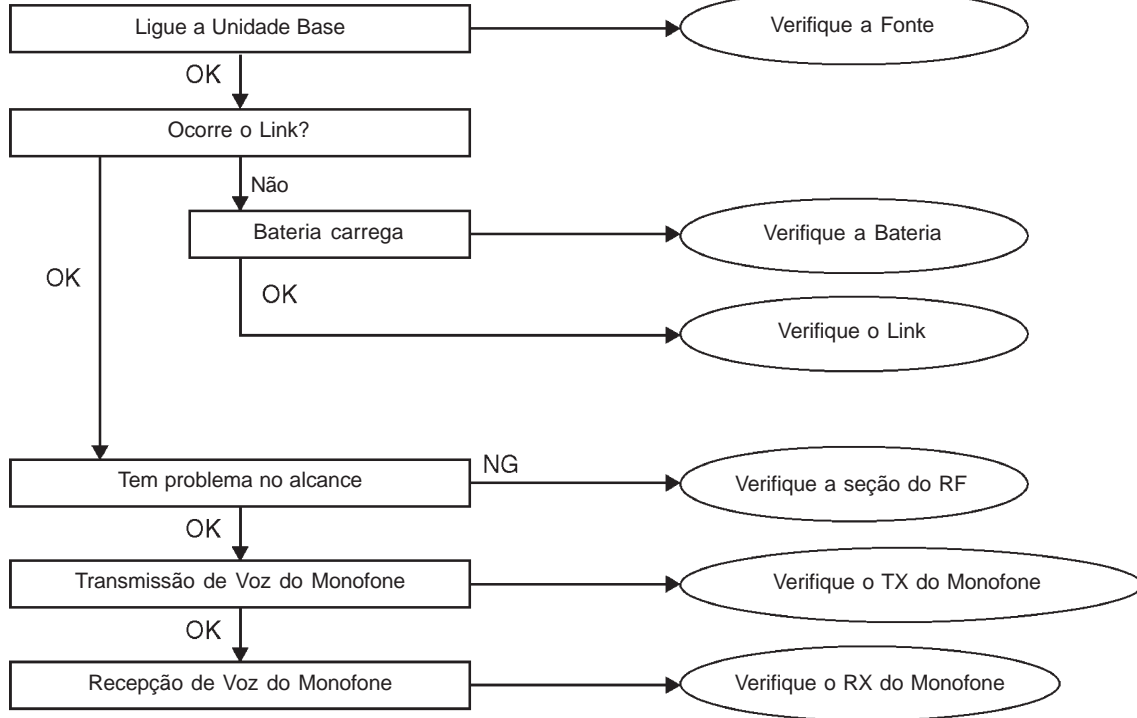 Ligue a Unidade Base
Verifique a Fonte
OK
Ocorre o Link?
Não
Bateria carrega
Verifique a Bateria
OK
OK
Verifique o Link
Tem problema no alcance
NG
Verifique a seção do RF
OK
Transmissão de Voz do Monofone
Verifique o TX do Monofone
OK
Recepção de Voz do Monofone
Verifique o RX do Monofone